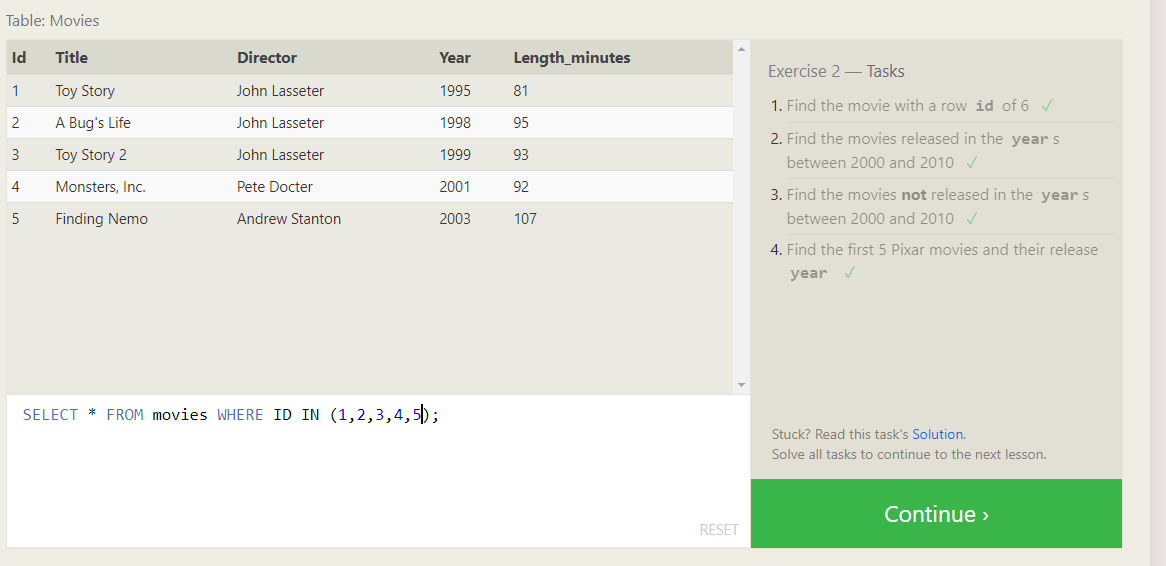 Table: Movies
Id Title Director Year Length_minutes
1 Toy Story John Lasseter 1995 81
2 A Bug's Life John Lasseter 1998 95
3 Toy Story 2 John Lasseter 1999 93
4 Monsters, Inc. Pete Docter 2001 92
5 Finding Nemo Andrew Stanton 2003 107
SELECT * FROM movies WHERE ID IN (1,2,3,4,5);
RESET
Exercise 2 — Tasks
1. Find the movie with a row id of 6 ✓
2. Find the movies released in the year s
between 2000 and 2010 ✓
3. Find the movies not released in the year s
between 2000 and 2010 ✓
4. Find the first 5 Pixar movies and their release
year ✓
Stuck? Read this task's Solution.
Solve all tasks to continue to the next lesson.
Continue ›